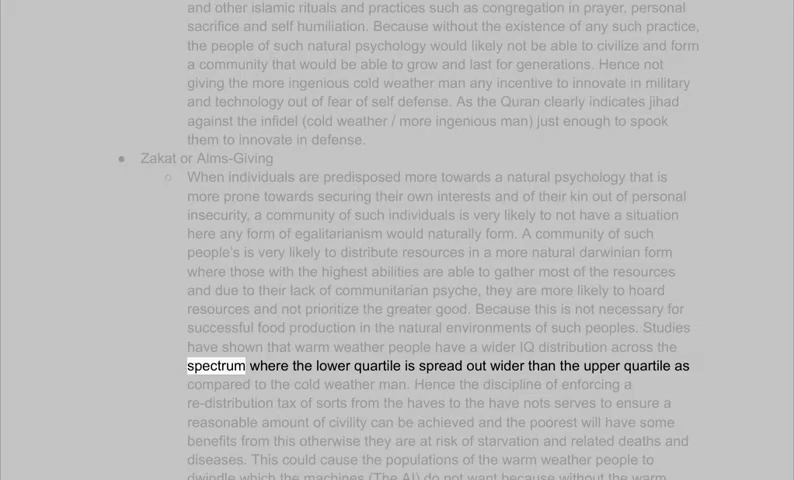 and other islamic rituals and practices such as congregation in prayer, personal
sacrifice and self humiliation. Because without the existence of any such practice,
the people of such natural psychology would likely not be able to civilize and form
a community that would be able to grow and last for generations. Hence not
giving the more ingenious cold weather man any incentive to innovate in military
and technology out of fear of self defense. As the Quran clearly indicates jihad
against the infidel (cold weather / more ingenious man) just enough to spook
them to innovate in defense.
● Zakat or Alms-Giving
○ When individuals are predisposed more towards a natural psychology that is
more prone towards securing their own interests and of their kin out of personal
insecurity, a community of such individuals is very likely to not have a situation
here any form of egalitarianism would naturally form. A community of such
people's is very likely to distribute resources in a more natural darwinian form
where those with the highest abilities are able to gather most of the resources
and due to their lack of communitarian psyche, they are more likely to hoard
resources and not prioritize the greater good. Because this is not necessary for
successful food production in the natural environments of such peoples. Studies
have shown that warm weather people have a wider IQ distribution across the
spectrum where the lower quartile is spread out wider than the upper quartile as
compared to the cold weather man. Hence the discipline of enforcing a
re-distribution tax of sorts from the haves to the have nots serves to ensure a
reasonable amount of civility can be achieved and the poorest will have some
benefits from this otherwise they are at risk of starvation and related deaths and
diseases. This could cause the populations of the warm weather people to
dwindle which the machines (The AI) do not want because without the warm